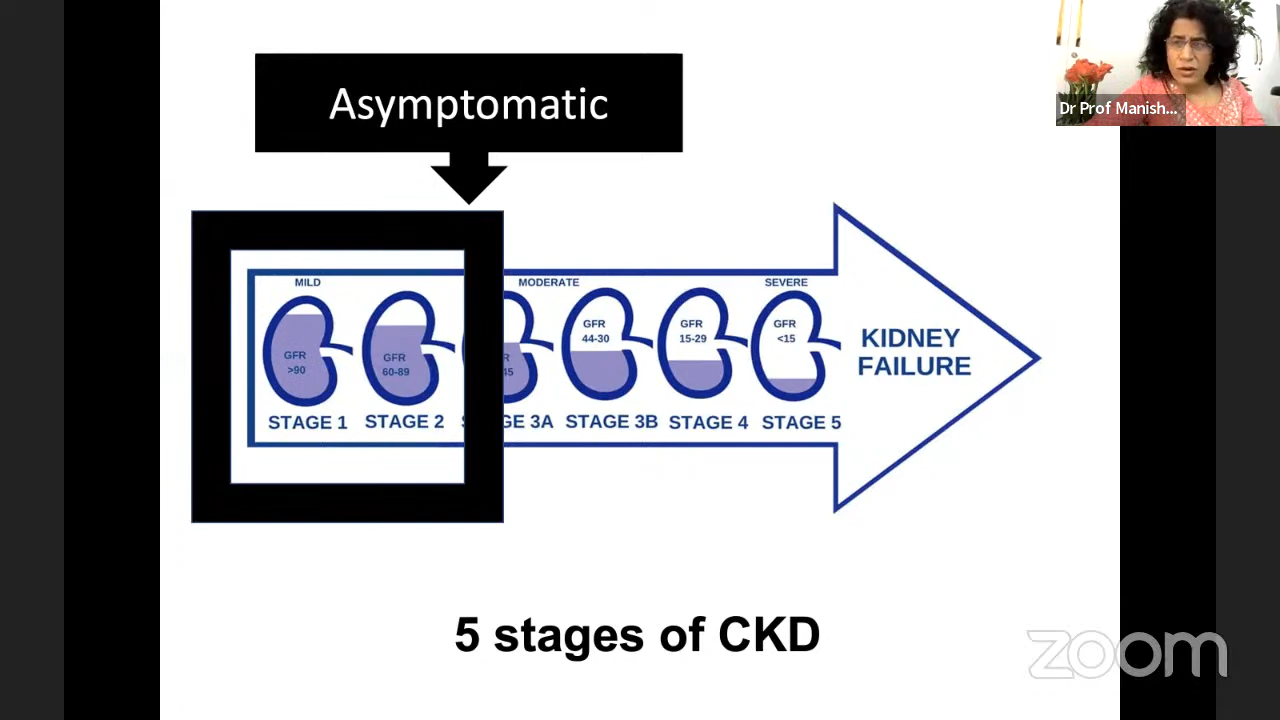 Asymptomatic
Dr Prof Manish...
MILD
MODERATE
SEVERE
GFR
>90
GFR
60-89
GFR
44-30
GFR
15-29
GFR
<15
STAGE 1
STAGE 2
3A
STAGE 3B
STAGE 4
STAGE 5
KIDNEY
FAILURE
5 stages of CKD
zoom